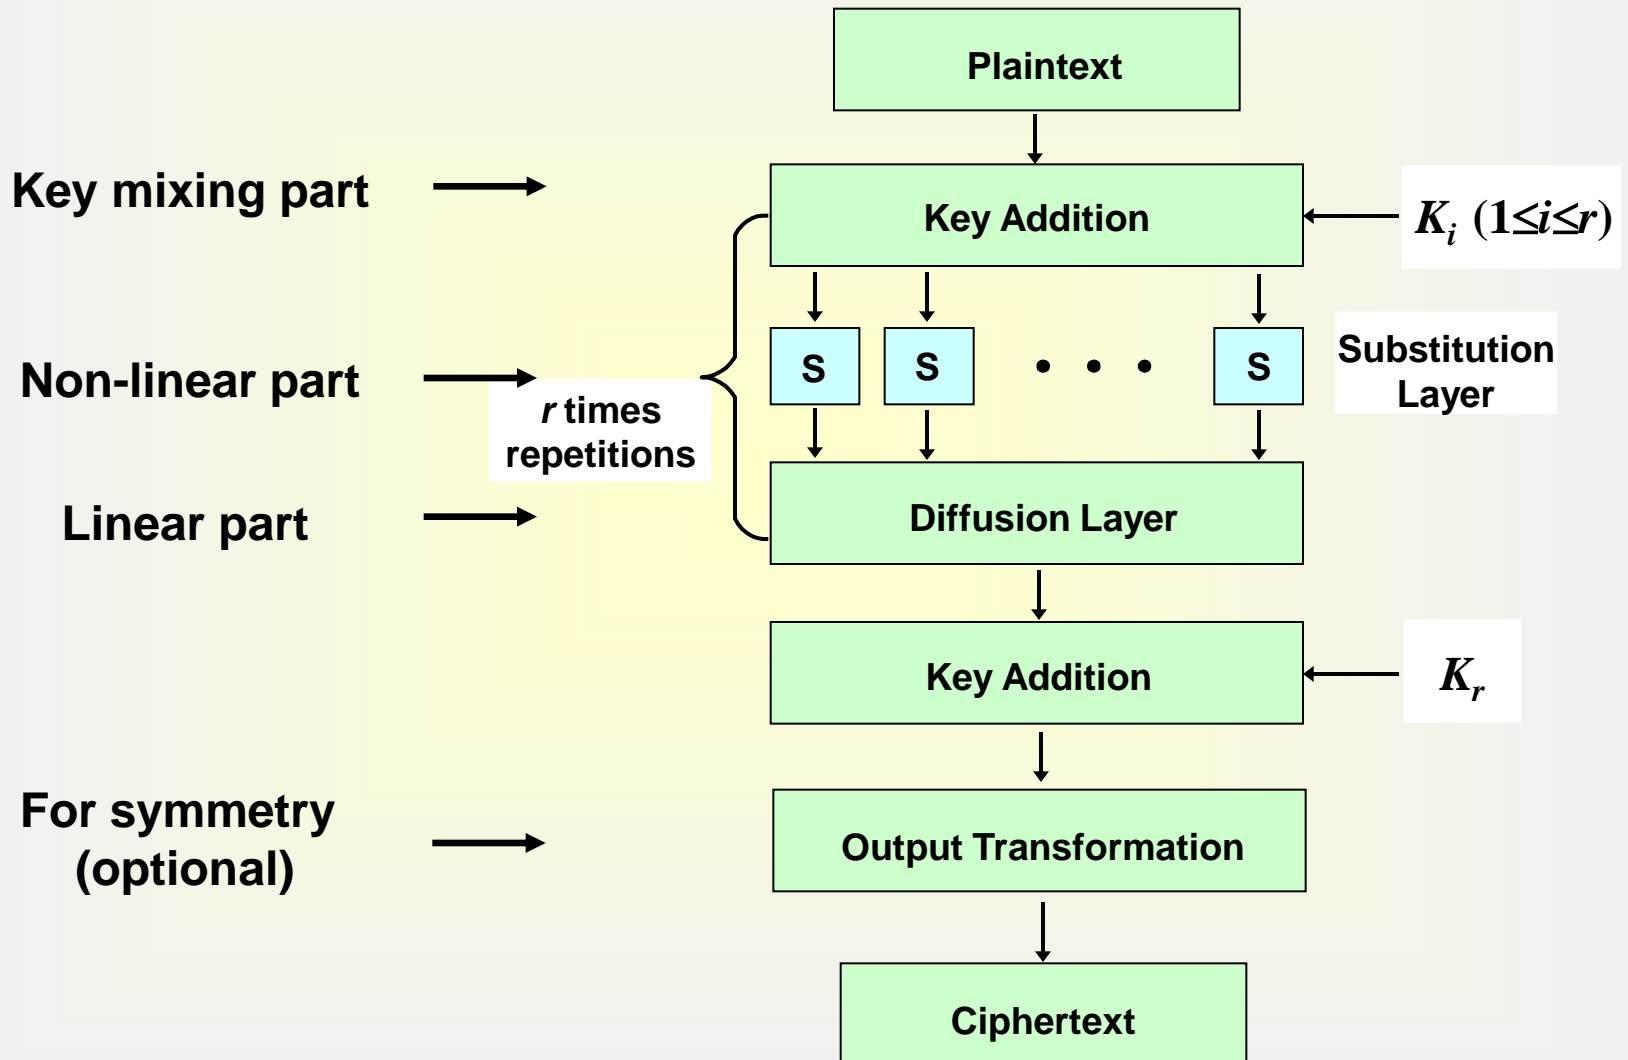 Plaintext
Key mixing part
Key Addition
K_i (1≤i≤r)
Non-linear part
r times
repetitions
S
S
• • •
S
Substitution
Layer
Linear part
Diffusion Layer
Key Addition
K_r
For symmetry
(optional)
Output Transformation
Ciphertext